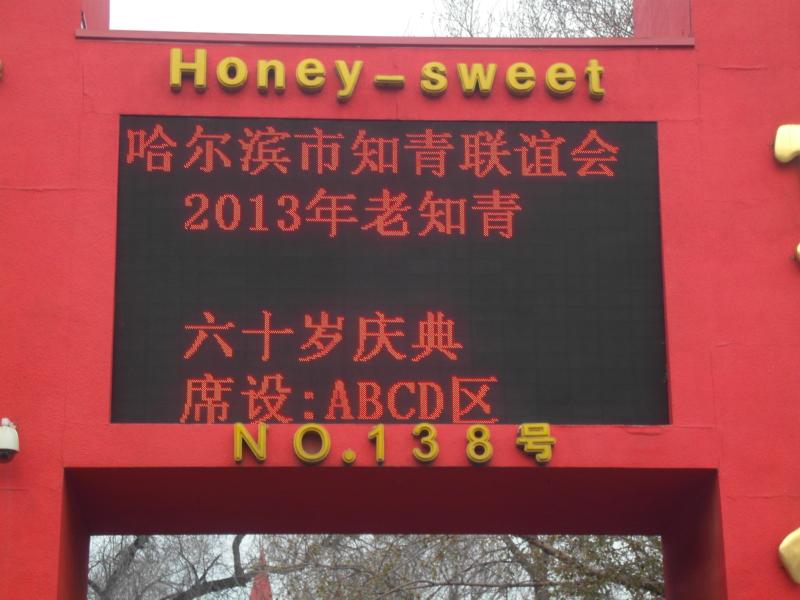 Honey-sweet
哈尔滨市知青联谊会
2013年老知青
六十岁庆典
席设:ABCD区
NO.138号